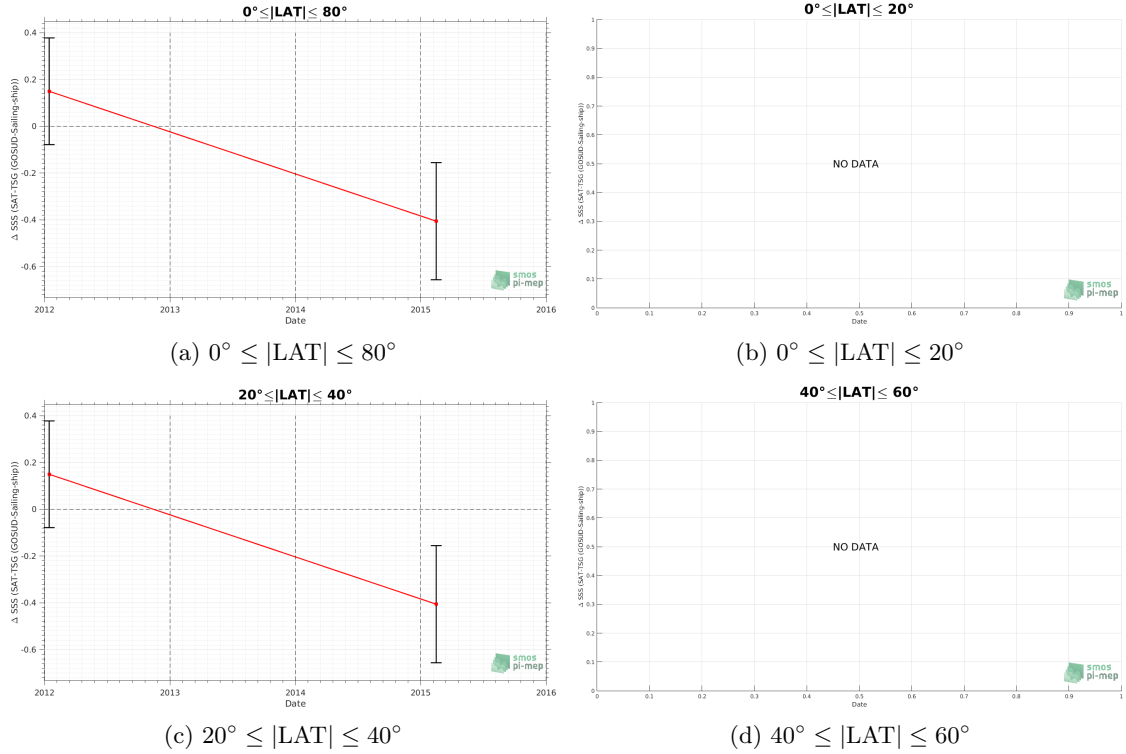 0°≤|LAT|≤ 80°
Δ SSS (SAT-TSG (GOSUD-Sailing-ship))
0.4
0.2
0
-0.2
-0.4
-0.6
2012 2013 2014 2015 2016
Date
smos
pi-mep
(a) 0° ≤ |LAT| ≤ 80°
0°≤|LAT|≤ 20°
Δ SSS (SAT-TSG (GOSUD-Sailing-ship))
1
0.9
0.8
0.7
0.6
0.5
0.4
0.3
0.2
0.1
0
NO DATA
0 0.1 0.2 0.3 0.4 0.5 0.6 0.7 0.8 0.9 1
Date
smos
pi-mep
(b) 0° ≤ |LAT| ≤ 20°
20°≤|LAT|≤ 40°
Δ SSS (SAT-TSG (GOSUD-Sailing-ship))
0.4
0.2
0
-0.2
-0.4
-0.6
2012 2013 2014 2015 2016
Date
smos
pi-mep
(c) 20° ≤ |LAT| ≤ 40°
40°≤|LAT|≤ 60°
Δ SSS (SAT-TSG (GOSUD-Sailing-ship))
1
0.9
0.8
0.7
0.6
0.5
0.4
0.3
0.2
0.1
0
NO DATA
0 0.1 0.2 0.3 0.4 0.5 0.6 0.7 0.8 0.9 1
Date
smos
pi-mep
(d) 40° ≤ |LAT| ≤ 60°